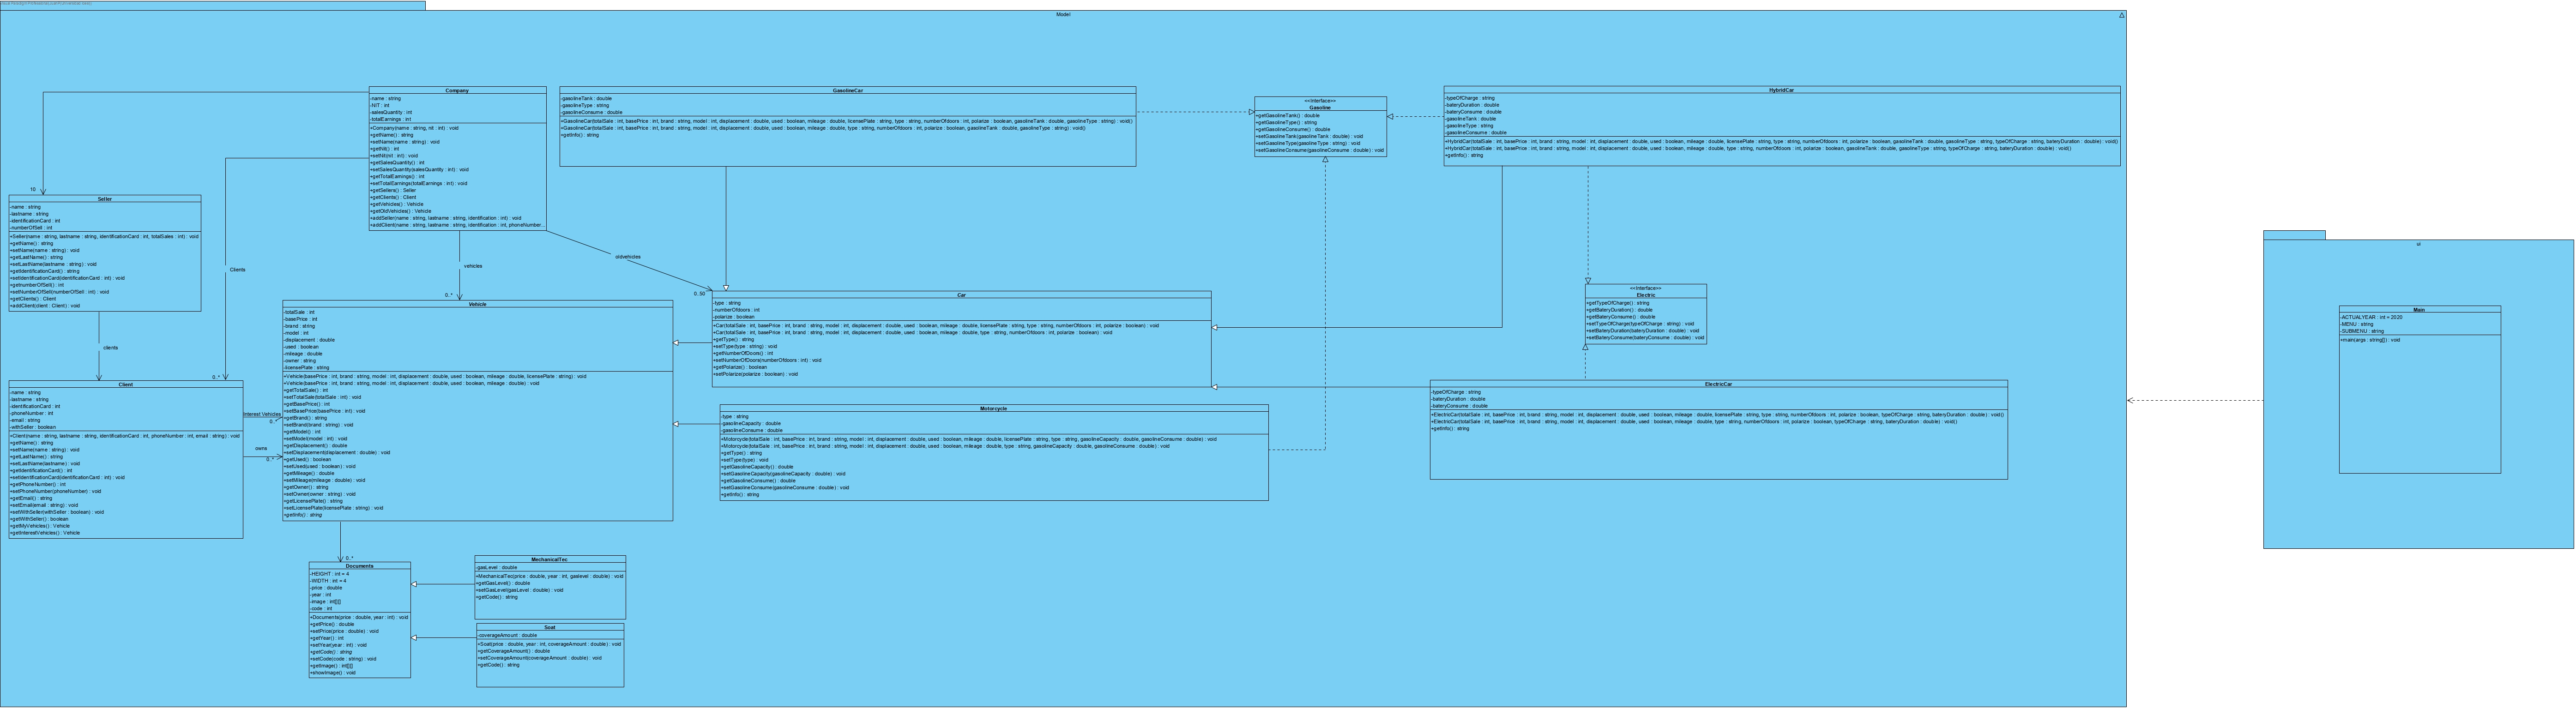 Model
Company
-name : string
-NIT : int
-salesQuantity : int
-totalEarnings : int
+Company(name : string, nit : int) : void
+getName() : string
+setName(name : string) : void
+getNit() : int
+setNit(nit : int) : void
+getSalesQuantity() : int
+setSalesQuantity(salesQuantity : int) : void
+getTotalEarnings() : int
+setTotalEarnings(totalEarnings : int) : void
+getSellers() : Seller
+getClients() : Client
+getVehicles() : Vehicle
+getOldVehicles() : Vehicle
+addSeller(name : string, lastname : string, identification : int) : void
+addClient(name : string, lastname : string, identification : int, phoneNumber...
GasolineCar
-gasolineTank : double
-gasolineType : string
-gasolineConsume : double
+GasolineCar(totalSale : int, basePrice : int, brand : string, model : int, displacement : double, used : boolean, mileage : double, licensePlate : string, type : string, numberOfdoors : int, polarize : boolean, gasolineTank : double, gasolineType : string) : void()
+GasolineCar(totalSale : int, basePrice : int, brand : string, model : int, displacement : double, used : boolean, mileage : double, type : string, numberOfdoors : int, polarize : boolean, gasolineTank : double, gasolineType : string) : void()
+getInfo() : string
<<Interface>>
Gasoline
+getGasolineTank() : double
+getGasolineType() : string
+getGasolineConsume() : double
+setGasolineTank(gasolineTank : double) : void
+setGasolineType(gasolineType : string) : void
+setGasolineConsume(gasolineConsume : double) : void
HybridCar
-typeOfCharge : string
-bateryDuration : double
-bateryConsume : double
-gasolineTank : double
-gasolineType : string
-gasolineConsume : double
+HybridCar(totalSale : int, basePrice : int, brand : string, model : int, displacement : double, used : boolean, mileage : double, licensePlate : string, type : string, numberOfdoors : int, polarize : boolean, gasolineTank : double, gasolineType : string, typeOfCharge : string, bateryDuration : double) : void()
+HybridCar(totalSale : int, basePrice : int, brand : string, model : int, displacement : double, used : boolean, mileage : double, type : string, numberOfdoors : int, polarize : boolean, gasolineTank : double, gasolineType : string, typeOfCharge : string, bateryDuration : double) : void()
+getInfo() : string
10
Seller
-name : string
-lastname : string
-identificationCard : int
-numberOfSell : int
+Seller(name : string, lastname : string, identificationCard : int, totalSales : int) : void
+getName() : string
+setName(name : string) : void
+getLastName() : string
+setLastName(lastname : string) : void
+getIdentificationCard() : string
+setIdentificationCard(identificationCard : int) : void
+getnumberOfSell() : int
+setNumberOfSell(numberOfSell : int) : void
+getClients() : Client
+addClient(client : Client) : void
Clients
vehicles
oldvehicles
0..*
0..50
clients
0..*
Vehicle
-totalSale : int
-basePrice : int
-brand : string
-model : int
-displacement : double
-used : boolean
-mileage : double
-owner : string
-licensePlate : string
+Vehicle(basePrice : int, brand : string, model : int, displacement : double, used : boolean, mileage : double, licensePlate : string) : void
+Vehicle(basePrice : int, brand : string, model : int, displacement : double, used : boolean, mileage : double) : void
+getTotalSale() : int
+setTotalSale(totalSale : int) : void
+getBasePrice() : int
+setBasePrice(basePrice : int) : void
+getBrand() : string
+setBrand(brand : string) : void
+getModel() : int
+setModel(model : int) : void
+getDisplacement() : double
+setDisplacement(displacement : double) : void
+getUsed() : boolean
+setUsed(used : boolean) : void
+getMileage() : double
+setMileage(mileage : double) : void
+getOwner() : string
+setOwner(owner : string) : void
+getLicensePlate() : string
+setLicensePlate(licensePlate : string) : void
+getInfo() : string
Car
-type : string
-numberOfdoors : int
-polarize : boolean
+Car(totalSale : int, basePrice : int, brand : string, model : int, displacement : double, used : boolean, mileage : double, licensePlate : string, type : string, numberOfdoors : int, polarize : boolean) : void
+Car(totalSale : int, basePrice : int, brand : string, model : int, displacement : double, used : boolean, mileage : double, type : string, numberOfdoors : int, polarize : boolean) : void
+getType() : string
+setType(type : string) : void
+getNumberOfDoors() : int
+setNumberOfDoors(numberOfdoors : int) : void
+getPolarize() : boolean
+setPolarize(polarize : boolean) : void
<<Interface>>
Electric
+getTypeOfCharge() : string
+getBateryDuration() : double
+getBateryConsume() : double
+setTypeOfCharge(typeOfCharge : string) : void
+setBateryDuration(bateryDuration : double) : void
+setBateryConsume(bateryConsume : double) : void
Client
-name : string
-lastname : string
-identificationCard : int
-phoneNumber : int
-email : string
-withSeller : boolean
+Client(name : string, lastname : string, identificationCard : int, phoneNumber : int, email : string) : void
+getName() : string
+setName(name : string) : void
+getLastName() : string
+setLastName(lastname) : void
+getIdentificationCard() : int
+setIdentificationCard(identificationCard : int) : void
+getPhoneNumber() : int
+setPhoneNumber(phoneNumber) : void
+getEmail() : string
+setEmail(email : string) : void
+setWithSeller(withSeller : boolean) : void
+getWithSeller() : boolean
+getMyVehicles() : Vehicle
+getInterestVehicles() : Vehicle
Interest Vehicles
0..*
owns
0..*
Motorcycle
-type : string
-gasolineCapacity : double
-gasolineConsume : double
+Motorcycle(totalSale : int, basePrice : int, brand : string, model : int, displacement : double, used : boolean, mileage : double, licensePlate : string, type : string, gasolineCapacity : double, gasolineConsume : double) : void
+Motorcycle(totalSale : int, basePrice : int, brand : string, model : int, displacement : double, used : boolean, mileage : double, type : string, gasolineCapacity : double, gasolineConsume : double) : void
+getType() : string
+setType(type) : void
+getGasolineCapacity() : double
+setGasolineCapacity(gasolineCapacity : double) : void
+getGasolineConsume() : double
+setGasolineConsume(gasolineConsume : double) : void
+getInfo() : string
ElectricCar
-typeOfCharge : string
-bateryDuration : double
-bateryConsume : double
+ElectricCar(totalSale : int, basePrice : int, brand : string, model : int, displacement : double, used : boolean, mileage : double, licensePlate : string, type : string, numberOfdoors : int, polarize : boolean, typeOfCharge : string, bateryDuration : double) : void()
+ElectricCar(totalSale : int, basePrice : int, brand : string, model : int, displacement : double, used : boolean, mileage : double, type : string, numberOfdoors : int, polarize : boolean, typeOfCharge : string, bateryDuration : double) : void()
+getInfo() : string
0..*
Documents
-HEIGHT : int = 4
-WIDTH : int = 4
-price : double
-year : int
-image : int[][]
-code : int
+Documents(price : double, year : int) : void
+getPrice() : double
+setPrice(price : double) : void
+getYear() : int
+setYear(year : int) : void
+getCode() : string
+setCode(code : string) : void
+getImage() : int[][]
+showImage() : void
MechanicalTec
-gasLevel : double
+MechanicalTec(price : double, year : int, gaslevel : double) : void
+getGasLevel() : double
+setGasLevel(gasLevel : double) : void
+getCode() : string
Soat
-coverageAmount : double
+Soat(price : double, year : int, coverageAmount : double) : void
+getCoverageAmount() : double
+setCoverageAmount(coverageAmount : double) : void
+getCode() : string
ui
Main
-ACTUALYEAR : int = 2020
-MENU : string
-SUBMENU : string
+main(args : string[]) : void